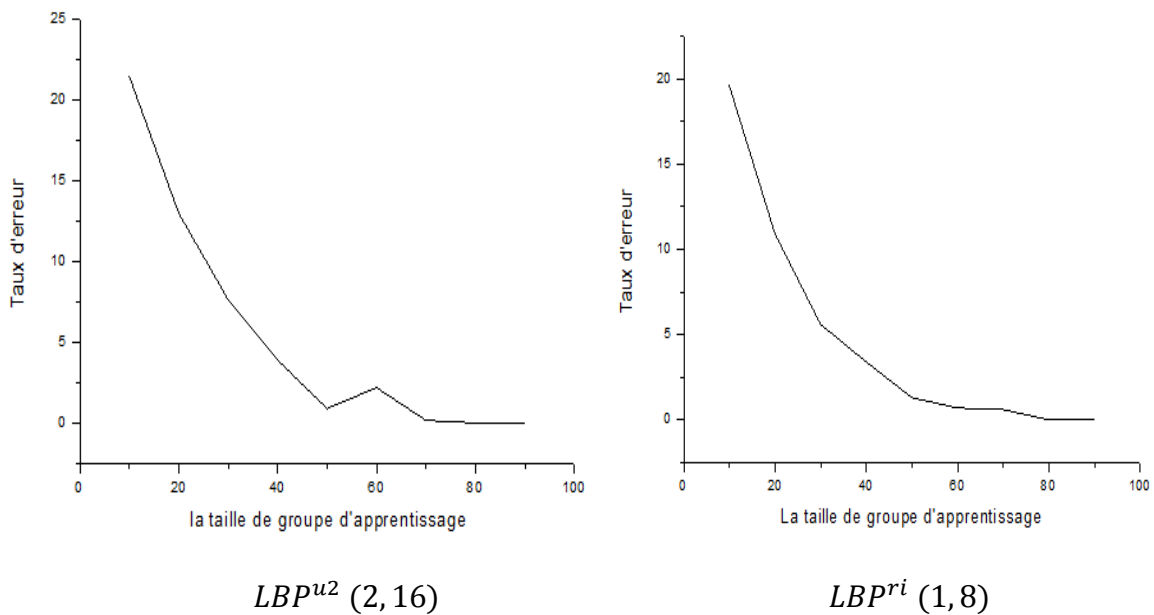 25
20
15
10
5
0
Taux d'erreur
0 20 40 60 80 100
la taille de groupe d'apprentissage
LBP^{u2} (2, 16)
20
15
10
5
0
Taux d'erreur
0 20 40 60 80 100
La taille de groupe d'apprentissage
LBP^{ri} (1, 8)